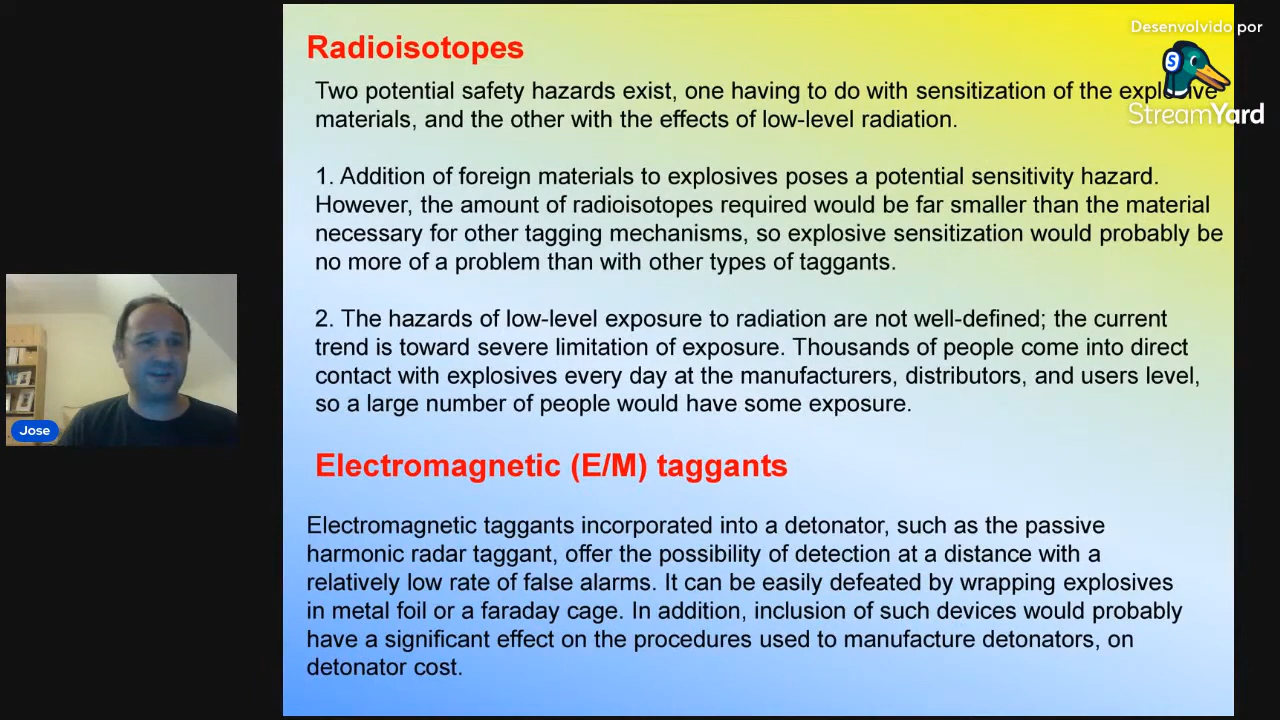 Desenvolvido por
StreamYard
Radioisotopes
Two potential safety hazards exist, one having to do with sensitization of the explosive
materials, and the other with the effects of low-level radiation.
1. Addition of foreign materials to explosives poses a potential sensitivity hazard.
However, the amount of radioisotopes required would be far smaller than the material
necessary for other tagging mechanisms, so explosive sensitization would probably be
no more of a problem than with other types of taggants.
2. The hazards of low-level exposure to radiation are not well-defined; the current
trend is toward severe limitation of exposure. Thousands of people come into direct
contact with explosives every day at the manufacturers, distributors, and users level,
so a large number of people would have some exposure.
Jose
Electromagnetic (E/M) taggants
Electromagnetic taggants incorporated into a detonator, such as the passive
harmonic radar taggant, offer the possibility of detection at a distance with a
relatively low rate of false alarms. It can be easily defeated by wrapping explosives
in metal foil or a faraday cage. In addition, inclusion of such devices would probably
have a significant effect on the procedures used to manufacture detonators, on
detonator cost.